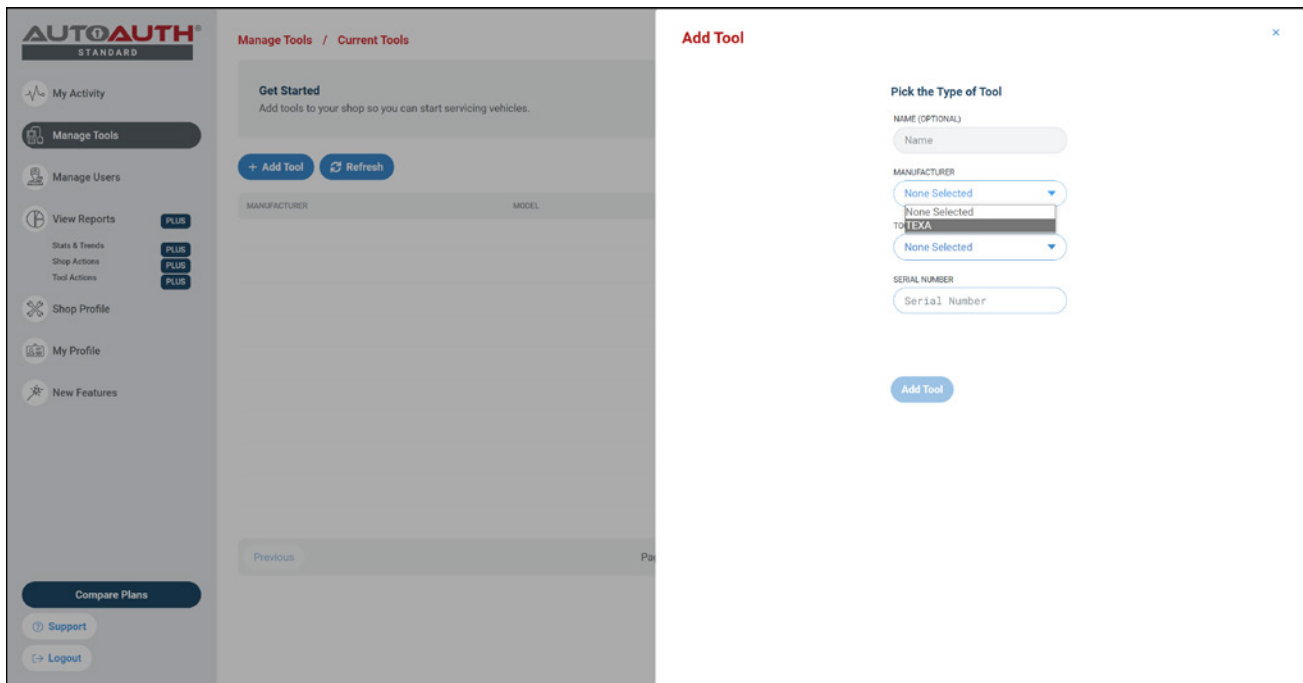 AUTOAUTH®
STANDARD
My Activity
Manage Tools
Manage Users
View Reports PLUS
Stats & Trends PLUS
Shop Actions PLUS
Tool Actions PLUS
Shop Profile
My Profile
New Features
Compare Plans
Support
Logout
Manage Tools / Current Tools
Get Started
Add tools to your shop so you can start servicing vehicles.
+ Add Tool Refresh
MANUFACTURER MODEL
Previous
Add Tool
×
Pick the Type of Tool
NAME (OPTIONAL)
Name
MANUFACTURER
None Selected
None Selected
TEXA
None Selected
SERIAL NUMBER
Serial Number
Add Tool